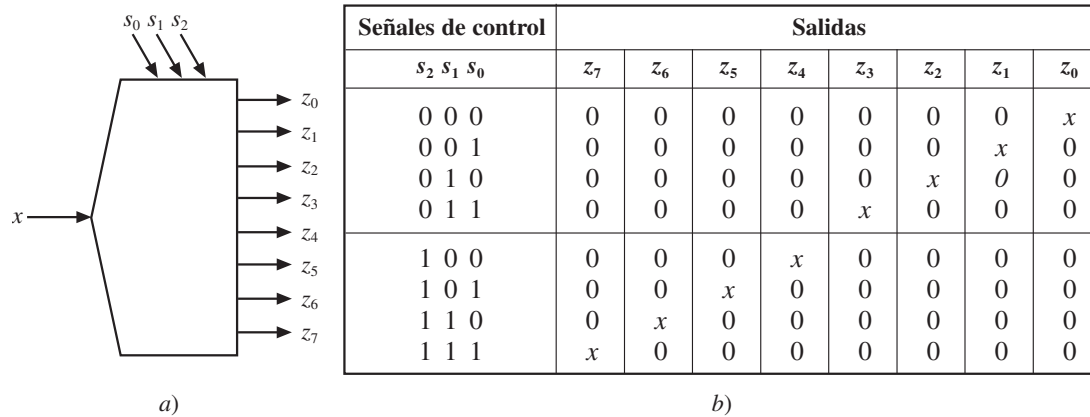 s0 s1 s2
x
z0
z1
z2
z3
z4
z5
z6
z7
a)
Señales de control Salidas
s2 s1 s0 z7 z6 z5 z4 z3 z2 z1 z0
0 0 0 0 0 0 0 0 0 0 x
0 0 1 0 0 0 0 0 0 x 0
0 1 0 0 0 0 0 0 x 0 0
0 1 1 0 0 0 0 x 0 0 0
1 0 0 0 0 0 x 0 0 0 0
1 0 1 0 0 x 0 0 0 0 0
1 1 0 0 x 0 0 0 0 0 0
1 1 1 x 0 0 0 0 0 0 0
b)